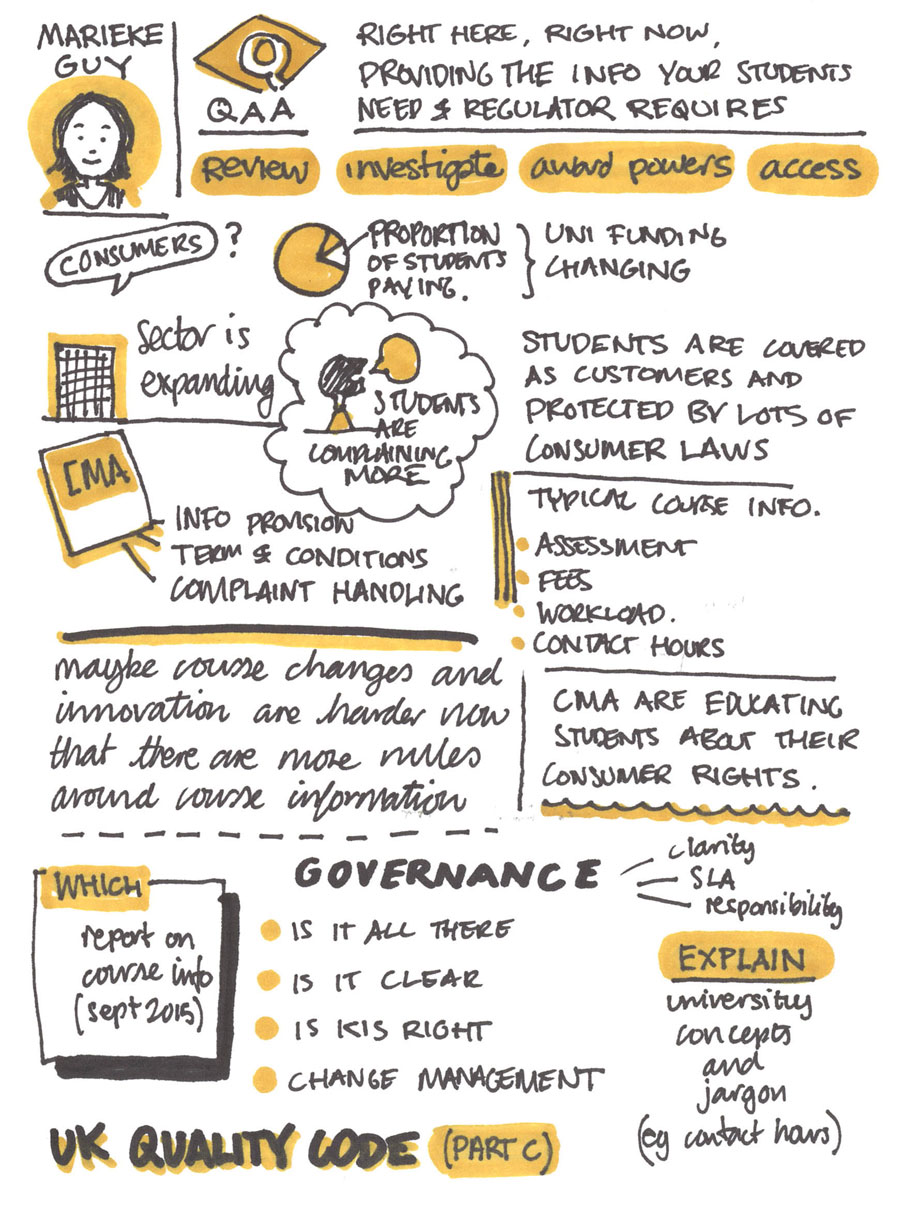 MARIEKE
GUY
Q
QAA
RIGHT HERE, RIGHT NOW,
PROVIDING THE INFO YOUR STUDENTS
NEED & REGULATOR REQUIRES
review
investigate
award powers
access
CONSUMERS ?
PROPORTION
OF STUDENTS
PAYING.
UNI FUNDING
CHANGING
Sector is
expanding
STUDENTS
ARE
COMPLAINING
MORE
STUDENTS ARE COVERED
AS CUSTOMERS AND
PROTECTED BY LOTS OF
CONSUMER LAWS
CMA
INFO PROVISION
TERM & CONDITIONS
COMPLAINT HANDLING
TYPICAL COURSE INFO.
ASSESSMENT
FEES
WORKLOAD.
CONTACT HOURS
maybe course changes and
innovation are harder now
that there are more rules
around course information
CMA ARE EDUCATING
STUDENTS ABOUT THEIR
CONSUMER RIGHTS.
WHICH
report on
course info
(sept 2015)
GOVERNANCE
clarity
SLA
responsibility
IS IT ALL THERE
IS IT CLEAR
IS KIS RIGHT
CHANGE MANAGEMENT
EXPLAIN
university
concepts
and
jargon
(eg contact hours)
UK QUALITY CODE (PART C)